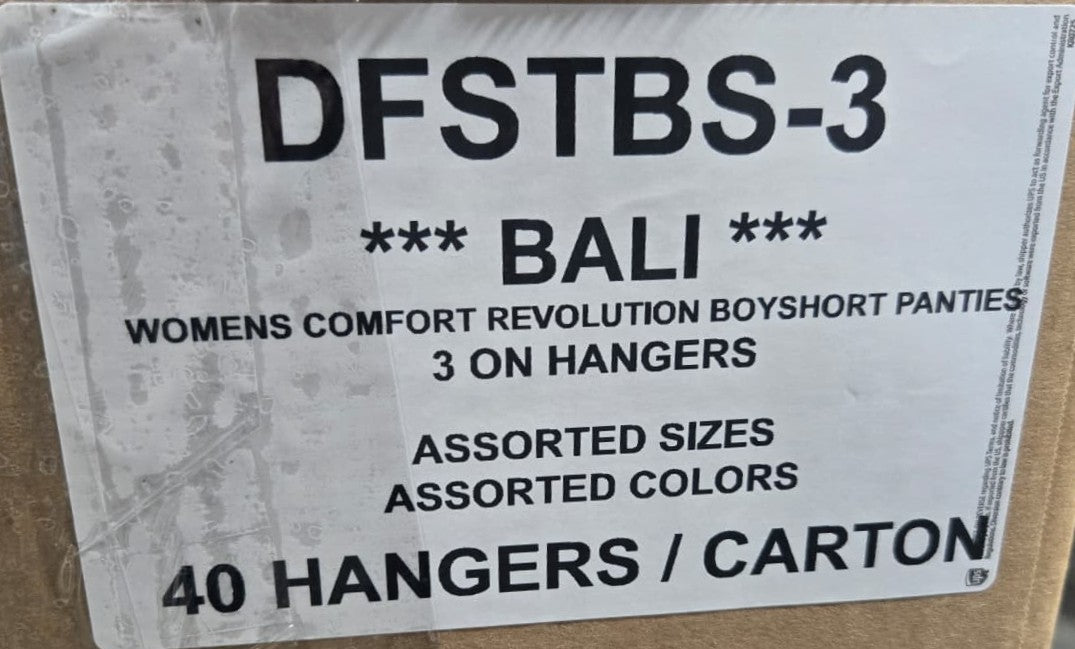 DFSTBS-3
*** BALI ***
WOMENS COMFORT REVOLUTION BOYSHORT PANTIES
3 ON HANGERS
ASSORTED SIZES
ASSORTED COLORS
40 HANGERS / CARTON